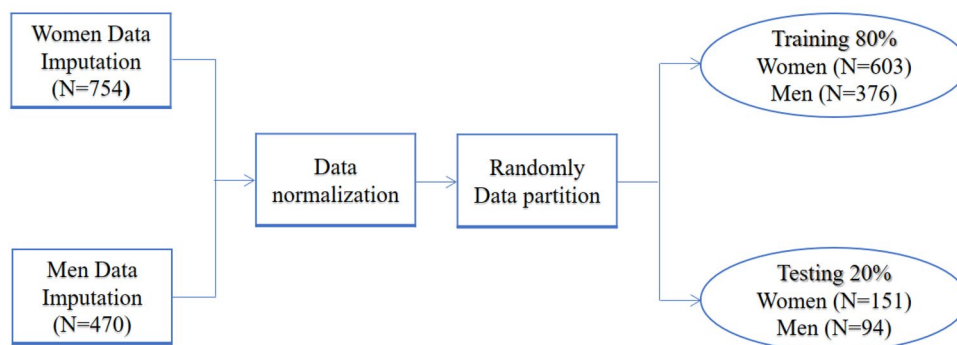 Women Data
Imputation
(N=754)
Men Data
Imputation
(N=470)
Data
normalization
Randomly
Data partition
Training 80%
Women (N=603)
Men (N=376)
Testing 20%
Women (N=151)
Men (N=94)